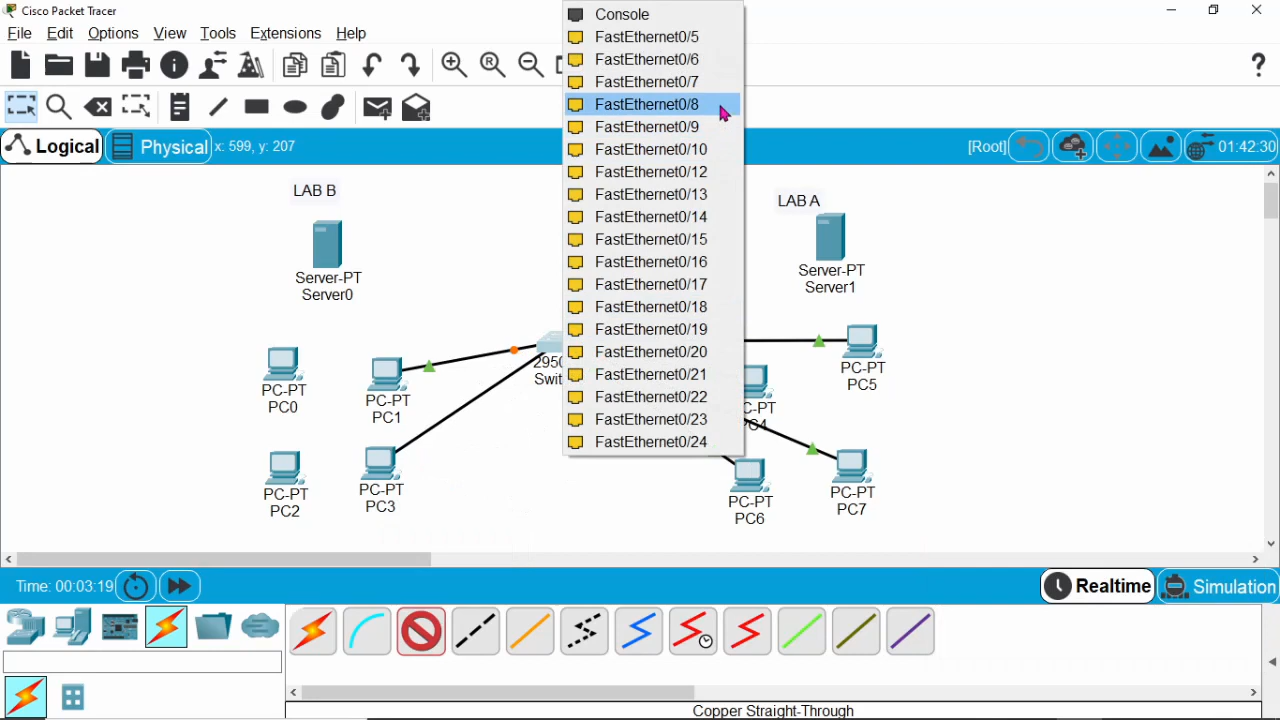 Cisco Packet Tracer
File Edit Options View Tools Extensions Help
Logical Physical x: 599, y: 207
[Root] 01:42:30
Console
FastEthernet0/5
FastEthernet0/6
FastEthernet0/7
FastEthernet0/8
FastEthernet0/9
FastEthernet0/10
FastEthernet0/12
FastEthernet0/13
FastEthernet0/14
FastEthernet0/15
FastEthernet0/16
FastEthernet0/17
FastEthernet0/18
FastEthernet0/19
FastEthernet0/20
FastEthernet0/21
FastEthernet0/22
FastEthernet0/23
FastEthernet0/24
LAB B
Server-PT
Server0
PC-PT
PC0
PC-PT
PC1
PC-PT
PC2
PC-PT
PC3
LAB A
Server-PT
Server1
PC-PT
PC5
PC-PT
PC6
PC-PT
PC7
Time: 00:03:19
Realtime Simulation
Copper Straight-Through